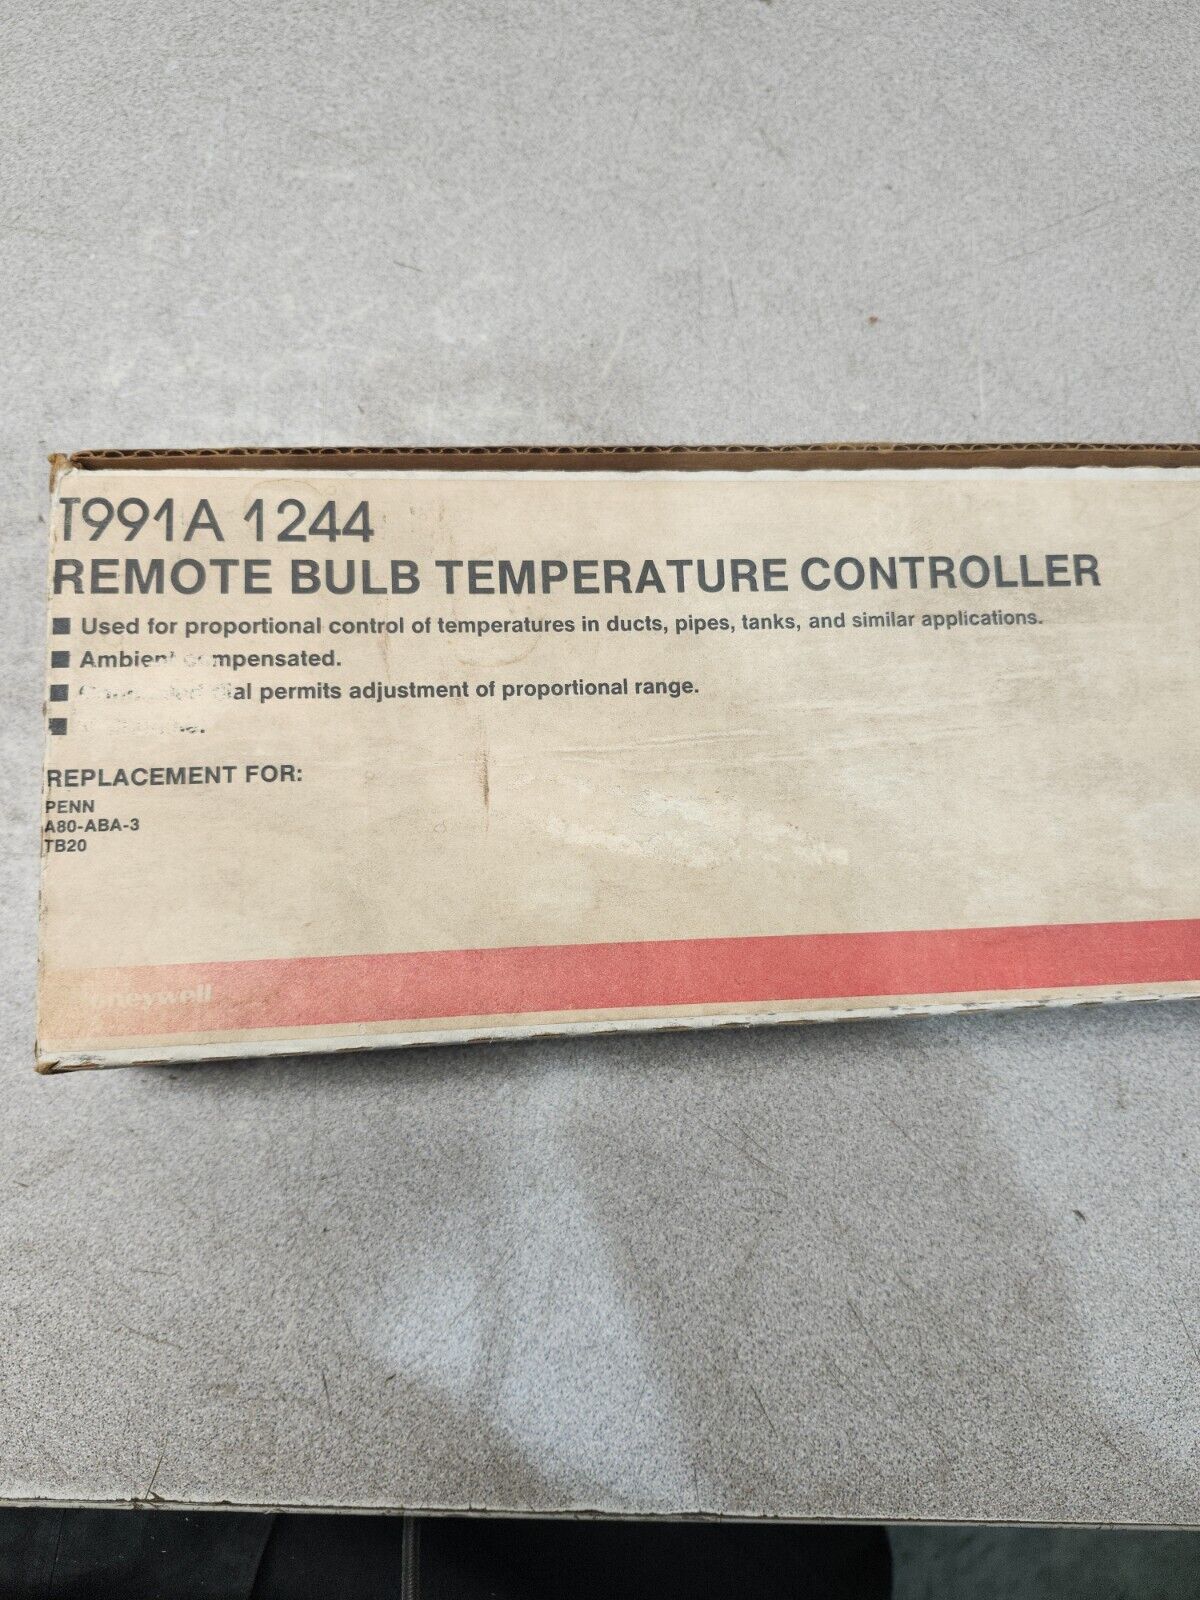 T991A 1244
REMOTE BULB TEMPERATURE CONTROLLER
■ Used for proportional control of temperatures in ducts, pipes, tanks, and similar applications.
■ Ambient compensated.
■ dial permits adjustment of proportional range.
■
REPLACEMENT FOR:
PENN
A80-ABA-3
TB20
Honeywell